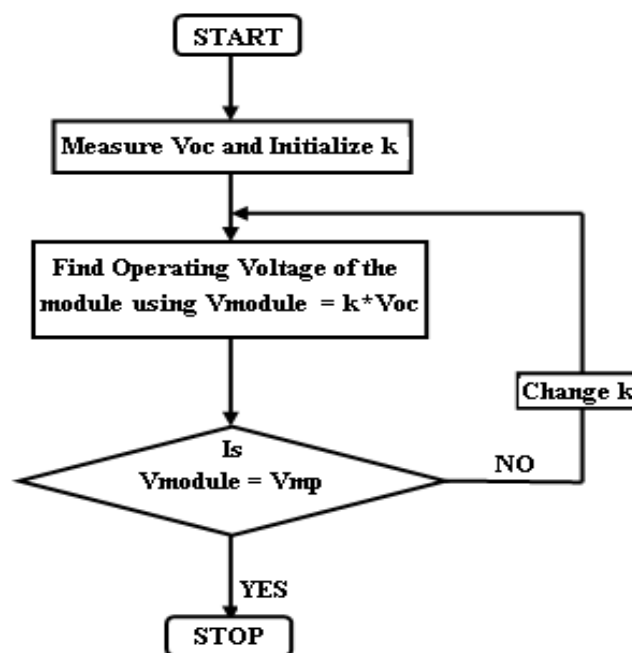 START
Measure Voc and Initialize k
Find Operating Voltage of the
module using Vmodule = k*Voc
Change k
Is
Vmodule = Vmp
NO
YES
STOP